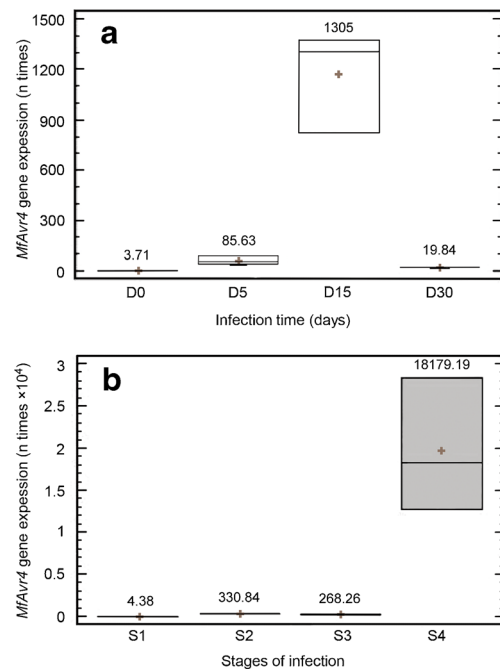 a
1500
1200
900
600
300
0
MfAvr4 gene expession (n times)
3.71
85.63
1305
19.84
D0 D5 D15 D30
Infection time (days)
b
3
2.5
2
1.5
1
0.5
0
MfAvr4 gene expession (n times ×10⁴)
4.38
330.84
268.26
18179.19
S1 S2 S3 S4
Stages of infection